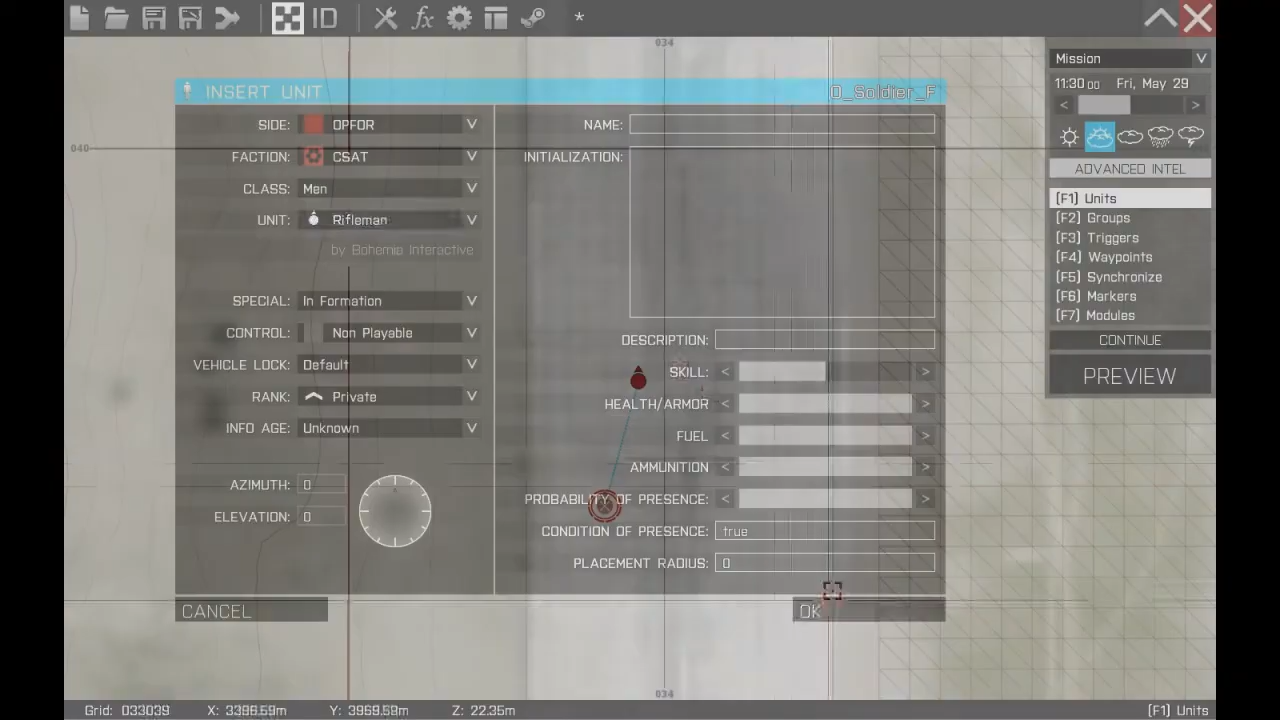 ID
fx
*
034
Mission V
11:30:00 Fri, May 29
< >
ADVANCED INTEL
[F1] Units
[F2] Groups
[F3] Triggers
[F4] Waypoints
[F5] Synchronize
[F6] Markers
[F7] Modules
CONTINUE
PREVIEW
INSERT UNIT O_Soldier_F
040
SIDE: OPFOR V
FACTION: CSAT V
CLASS: Men V
UNIT: Rifleman V
by Bohemia Interactive
SPECIAL: In Formation V
CONTROL: Non Playable V
VEHICLE LOCK: Default V
RANK: Private V
INFO AGE: Unknown V
AZIMUTH: 0
ELEVATION: 0
NAME:
INITIALIZATION:
DESCRIPTION:
SKILL: < >
HEALTH/ARMOR < >
FUEL < >
AMMUNITION < >
PROBABILITY OF PRESENCE: < >
CONDITION OF PRESENCE: true
PLACEMENT RADIUS: 0
CANCEL OK
034
Grid: 033039 X: 3396.59m Y: 3969.59m Z: 22.35m [F1] Units